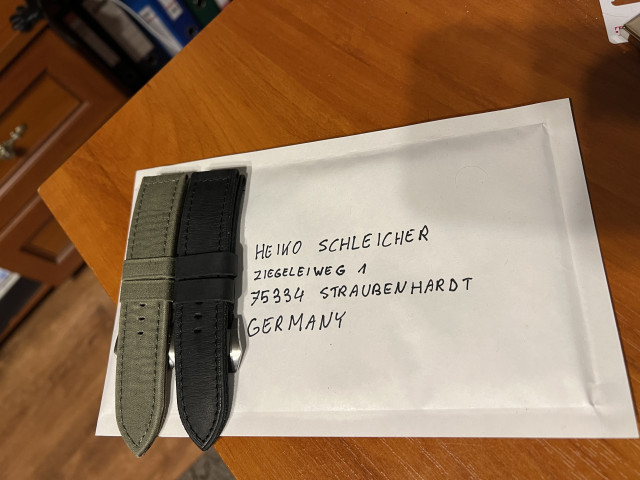 HEIKO SCHLEICHER
ZIEGELEIWEG 1
75334 STRAUBENHARDT
GERMANY